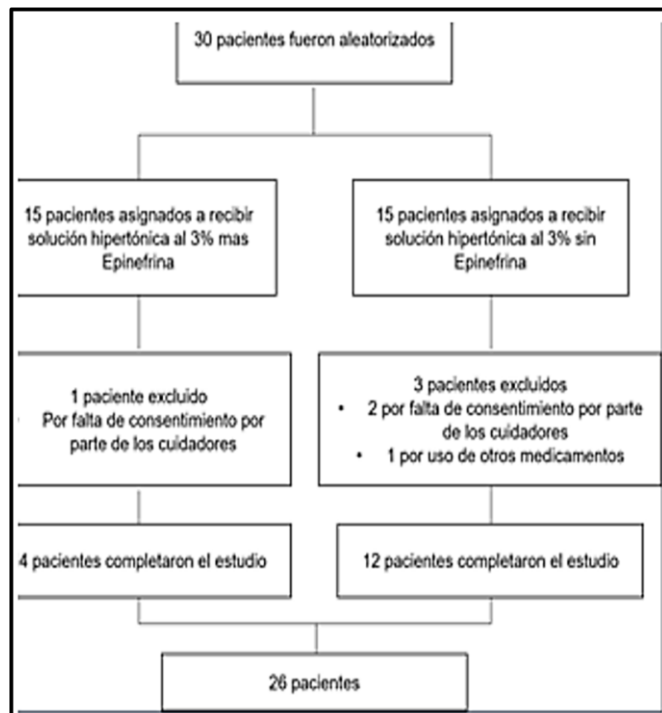 30 pacientes fueron aleatorizados
15 pacientes asignados a recibir
solución hipertónica al 3% mas
Epinefrina
15 pacientes asignados a recibir
solución hipertónica al 3% sin
Epinefrina
1 paciente excluido
Por falta de consentimiento por
parte de los cuidadores
3 pacientes excluidos
• 2 por falta de consentimiento por parte
de los cuidadores
• 1 por uso de otros medicamentos
4 pacientes completaron el estudio
12 pacientes completaron el estudio
26 pacientes